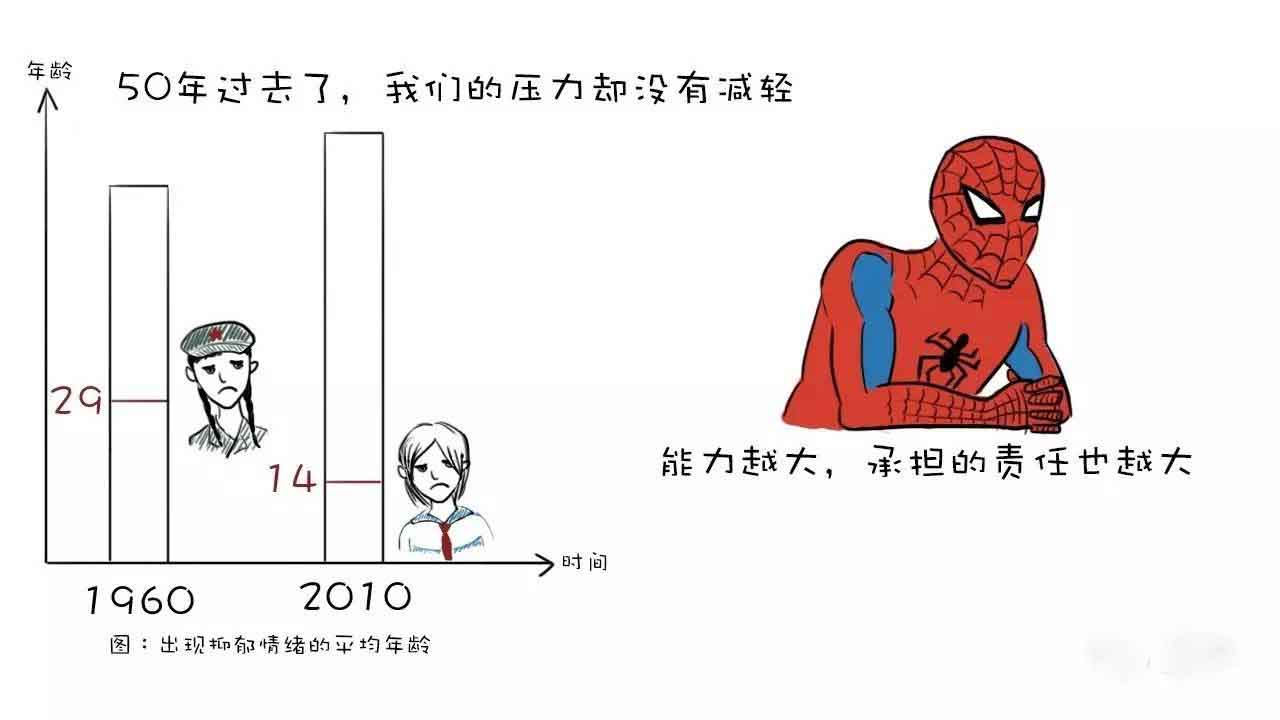 年龄
50年过去了，我们的压力却没有减轻
29
14
能力越大，承担的责任也越大
时间
1960
2010
图：出现抑郁情绪的平均年龄